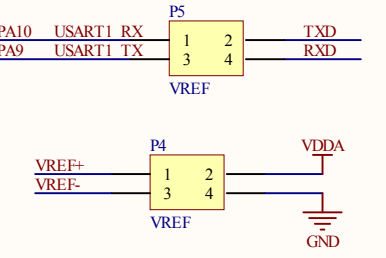 P5
PA10 USART1_RX 1 2 TXD
PA9 USART1_TX 3 4 RXD
VREF
P4
VDDA
VREF+ 1 2
VREF- 3 4
VREF
GND